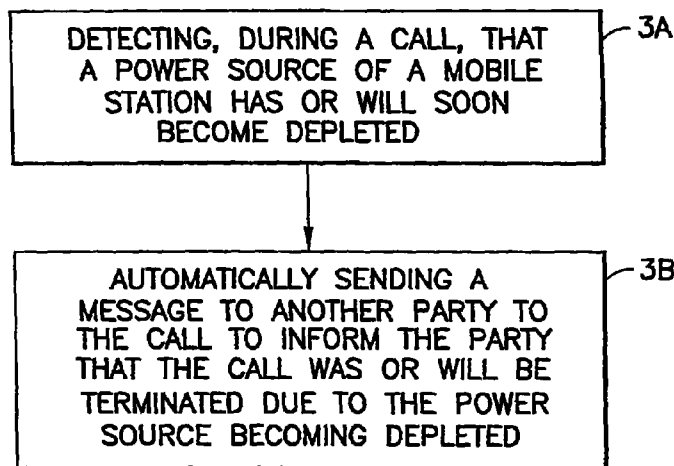 DETECTING, DURING A CALL, THAT
A POWER SOURCE OF A MOBILE
STATION HAS OR WILL SOON
BECOME DEPLETED
3A
AUTOMATICALLY SENDING A
MESSAGE TO ANOTHER PARTY TO
THE CALL TO INFORM THE PARTY
THAT THE CALL WAS OR WILL BE
TERMINATED DUE TO THE POWER
SOURCE BECOMING DEPLETED
3B